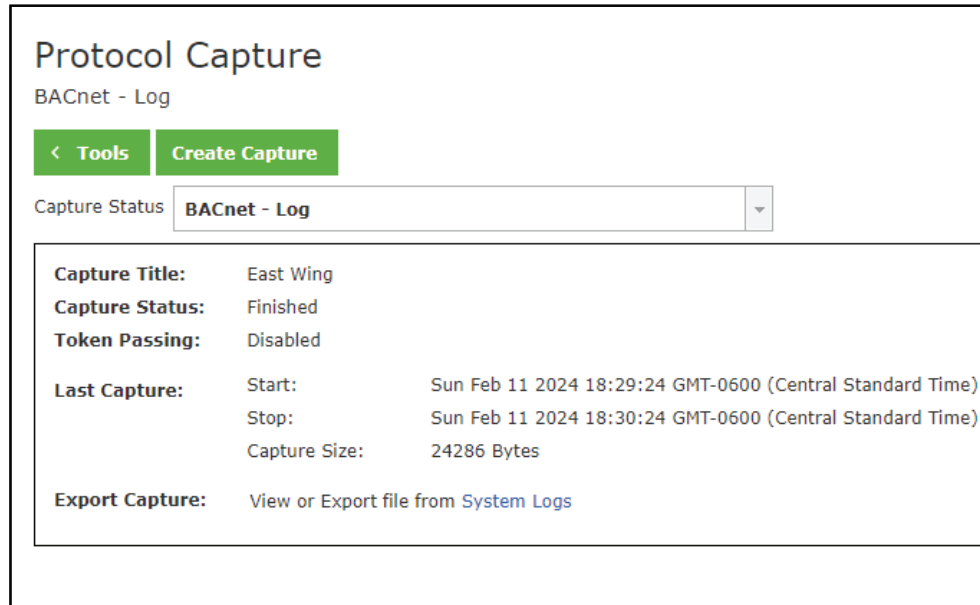 Protocol Capture
BACnet - Log
< Tools Create Capture
Capture Status BACnet - Log
Capture Title: East Wing
Capture Status: Finished
Token Passing: Disabled
Last Capture: Start: Sun Feb 11 2024 18:29:24 GMT-0600 (Central Standard Time)
Stop: Sun Feb 11 2024 18:30:24 GMT-0600 (Central Standard Time)
Capture Size: 24286 Bytes
Export Capture: View or Export file from System Logs